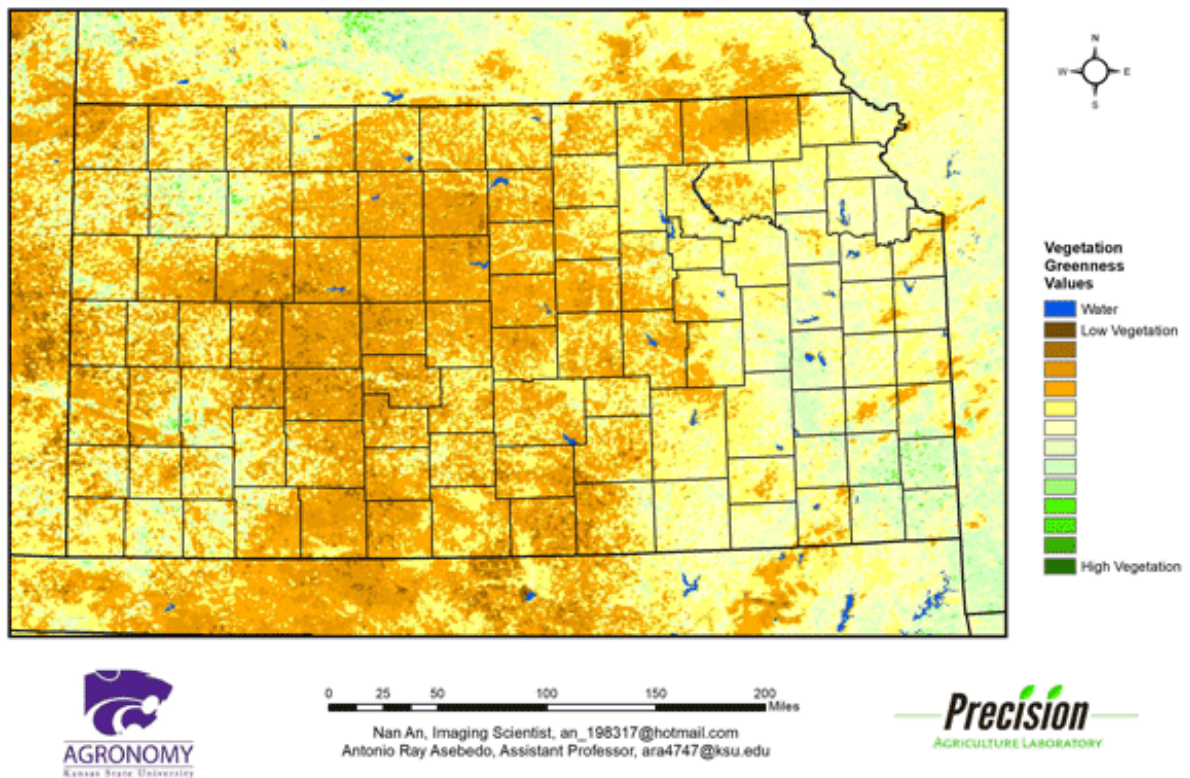 N
W E
S
Vegetation
Greenness
Values
Water
Low Vegetation
High Vegetation
0 25 50 100 150 200
Miles
Nan An, Imaging Scientist, an_198317@hotmail.com
Antonio Ray Asebedo, Assistant Professor, ara4747@ksu.edu
AGRONOMY
Kansas State University
Precision
AGRICULTURE LABORATORY